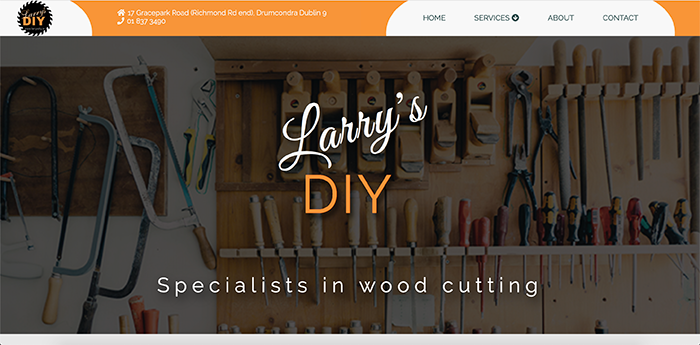 Larry's
DIY
17 Gracepark Road (Richmond Rd end), Drumcondra Dublin 9
01 837 3490
HOME SERVICES ABOUT CONTACT
Larry's
DIY
Specialists in wood cutting